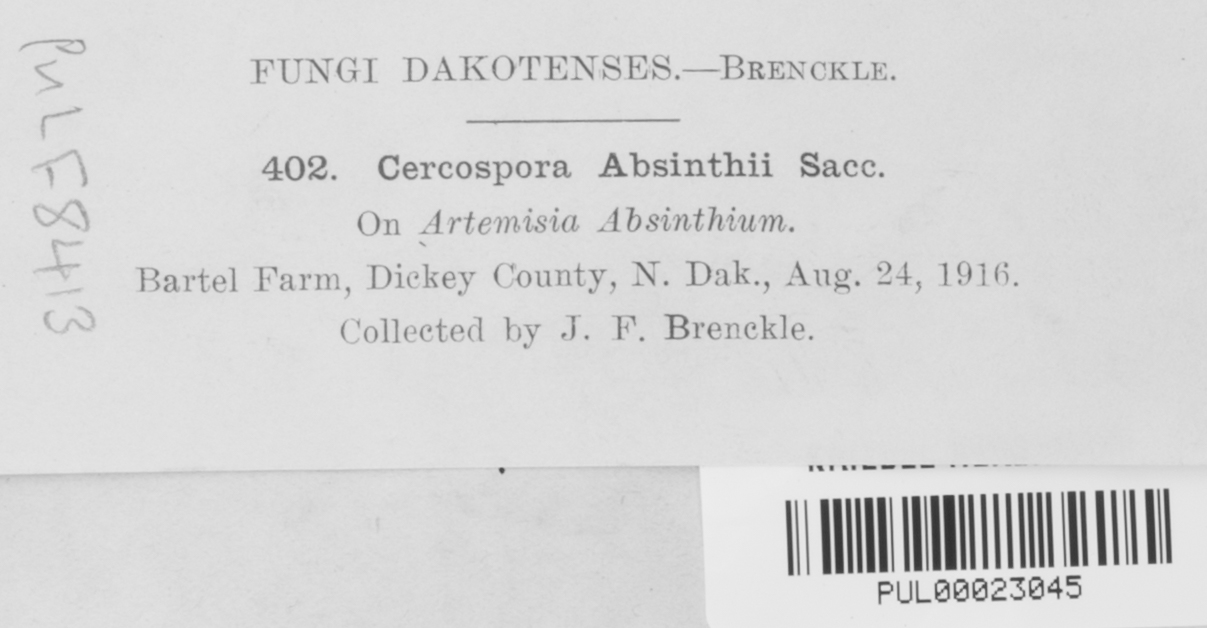 FUNGI DAKOTENSES.—BRENCKLE.
402. Cercospora Absinthii Sacc.
On Artemisia Absinthium.
Bartel Farm, Dickey County, N. Dak., Aug. 24, 1916.
Collected by J. F. Brenckle.
PUL F8413
PUL00023045